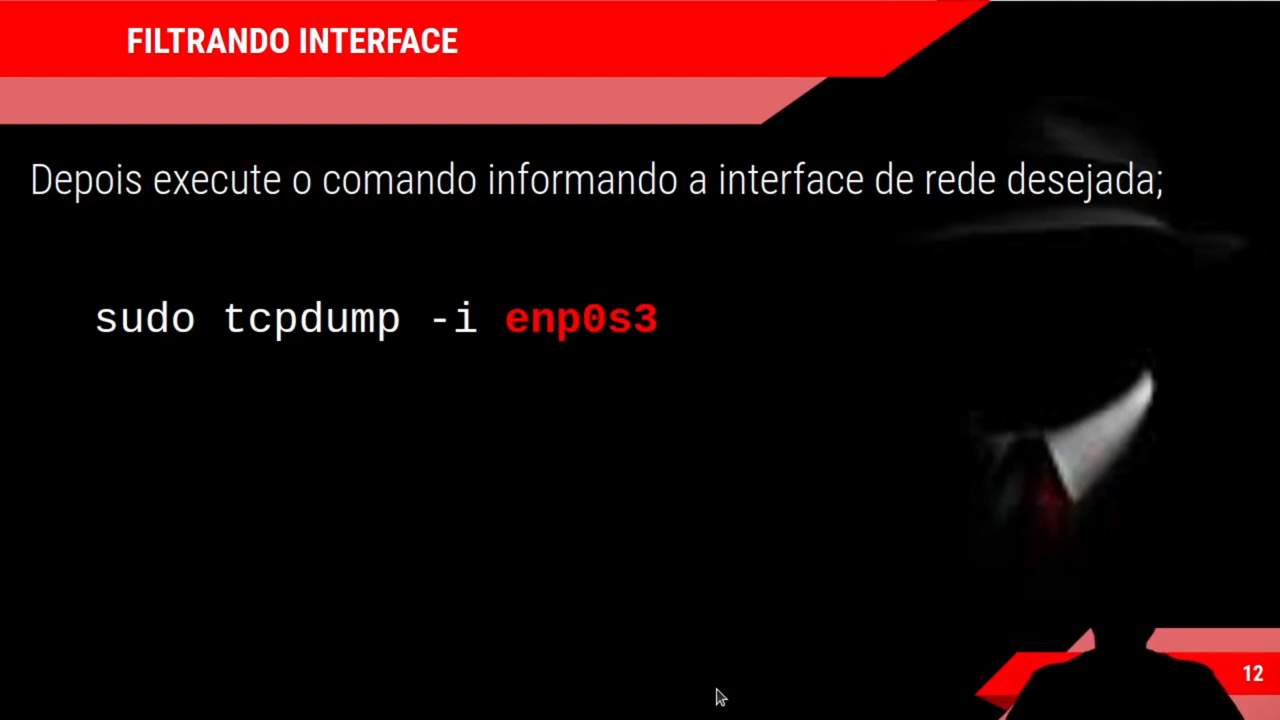 FILTRANDO INTERFACE
Depois execute o comando informando a interface de rede desejada;
sudo tcpdump -i enp0s3
12